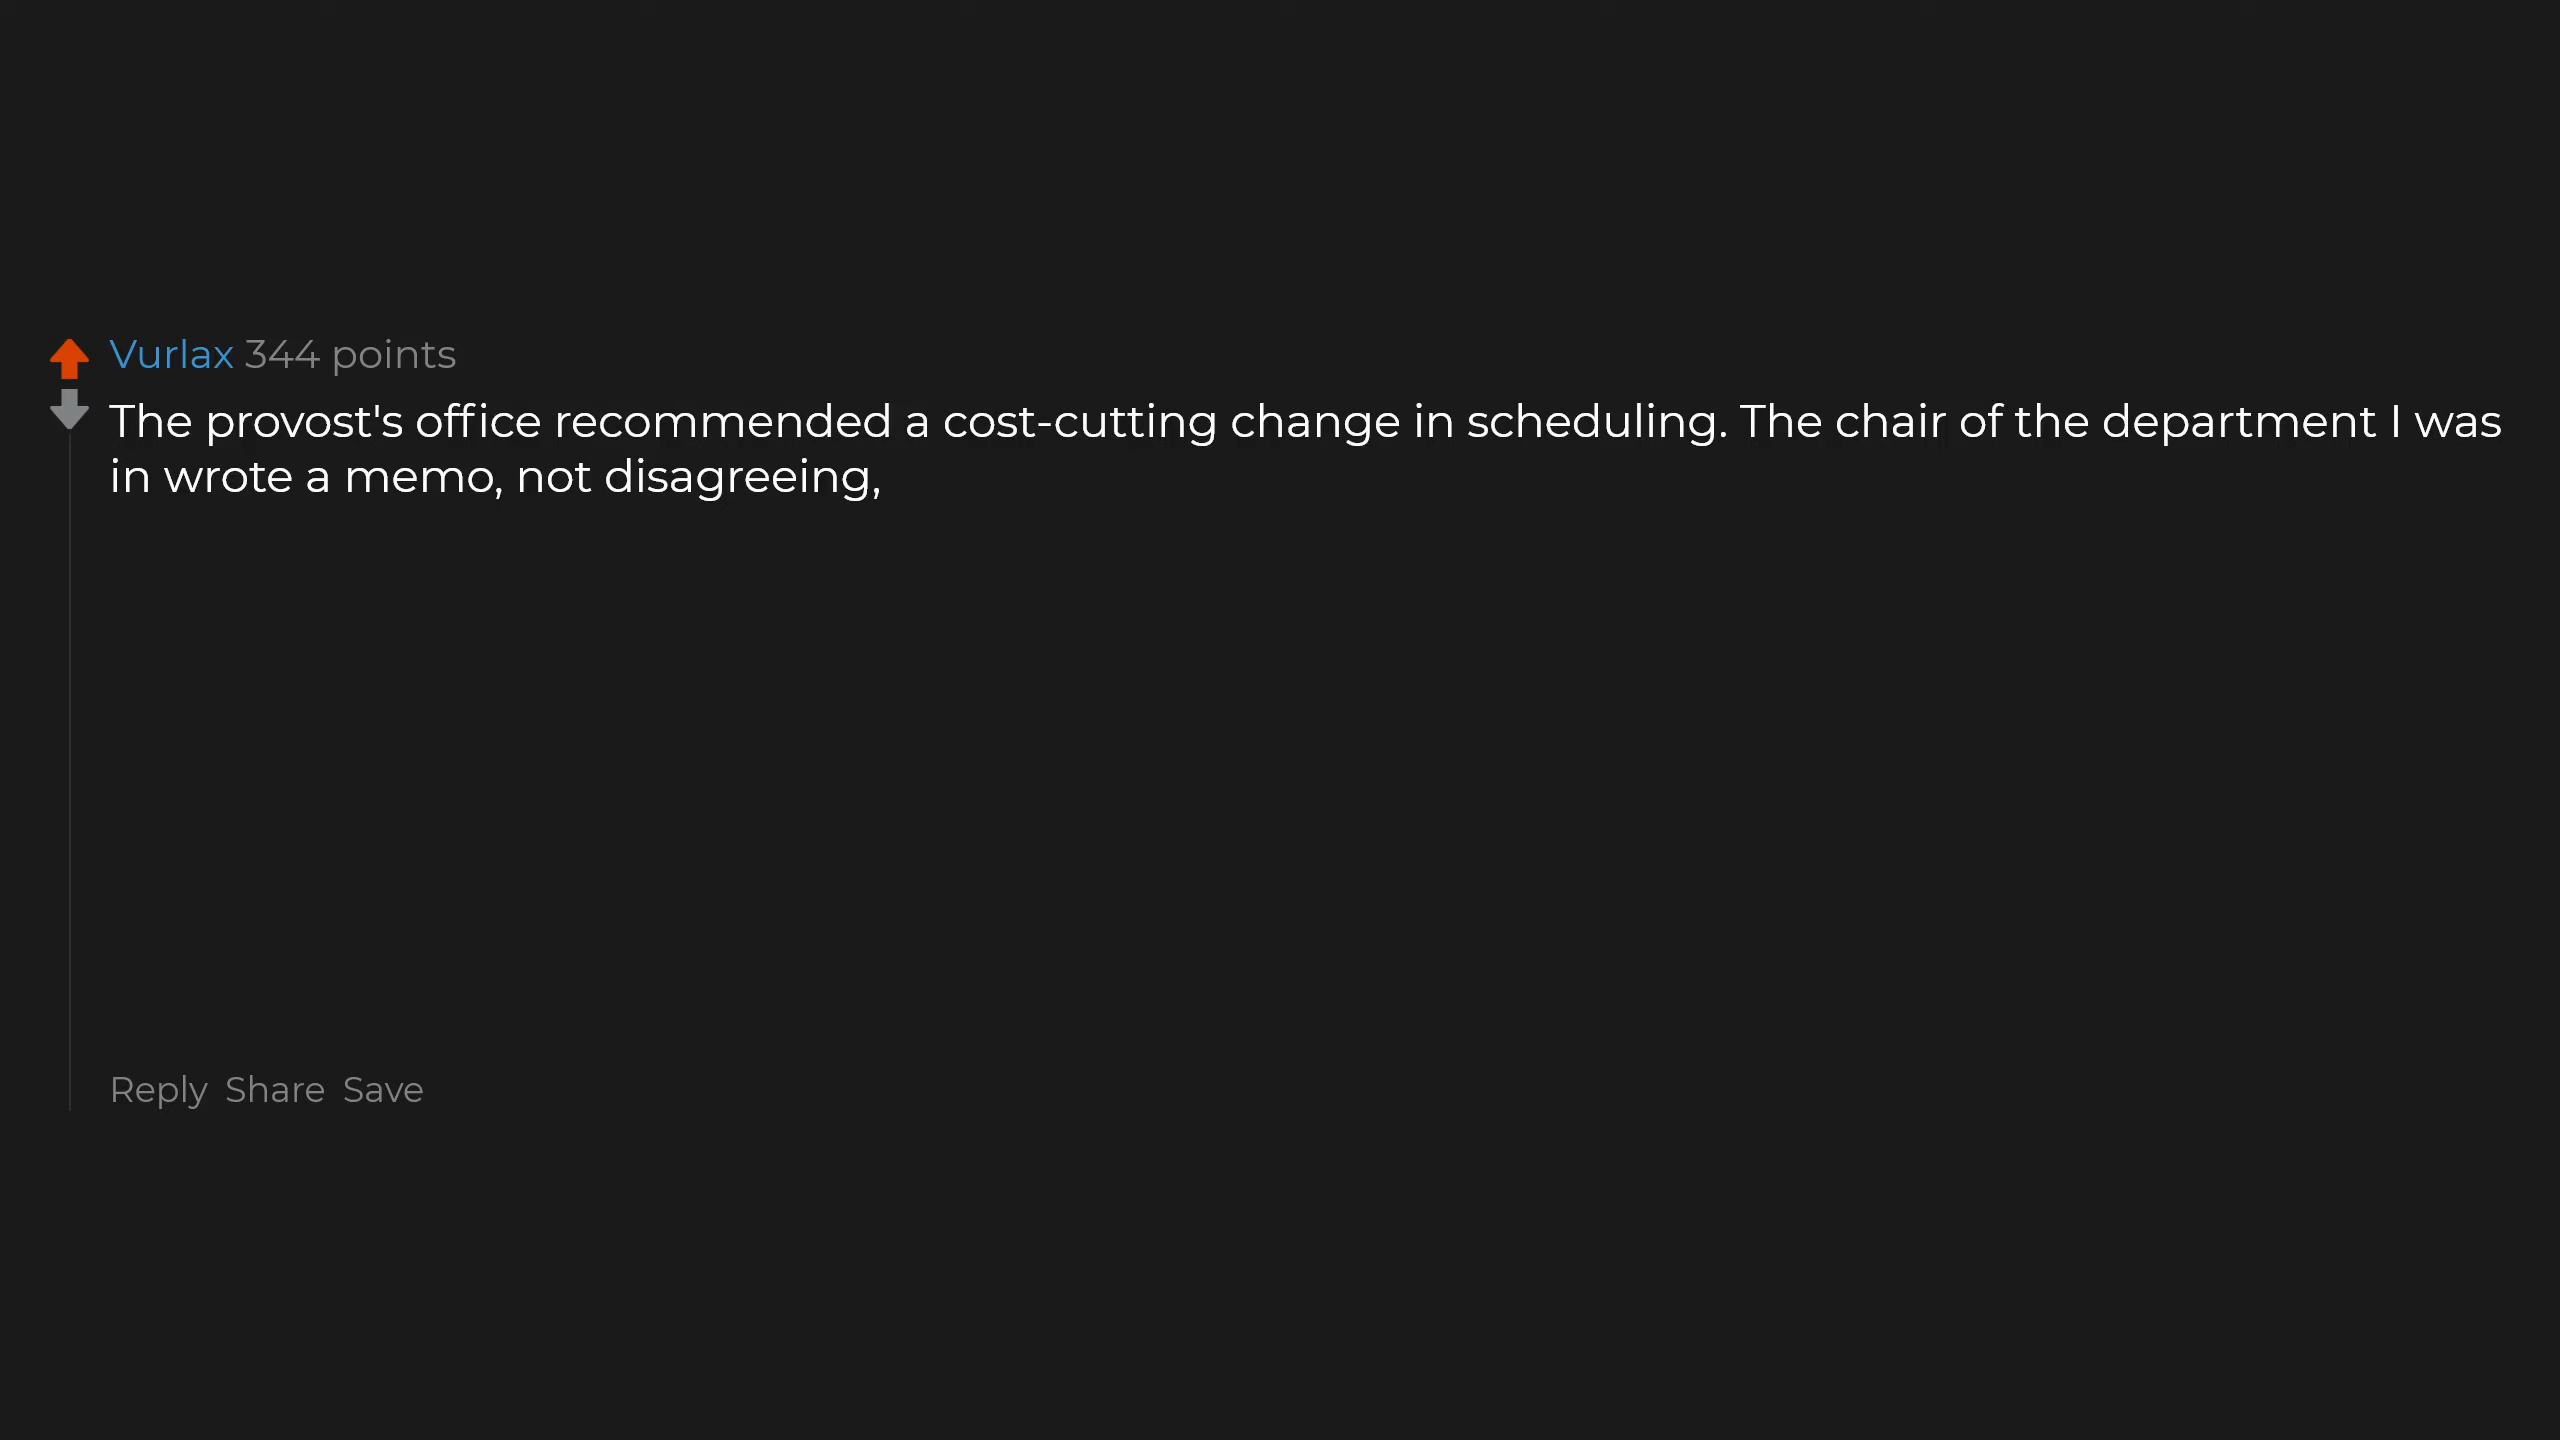 Vurlax 344 points
The provost's office recommended a cost-cutting change in scheduling. The chair of the department I was
in wrote a memo, not disagreeing,
Reply Share Save